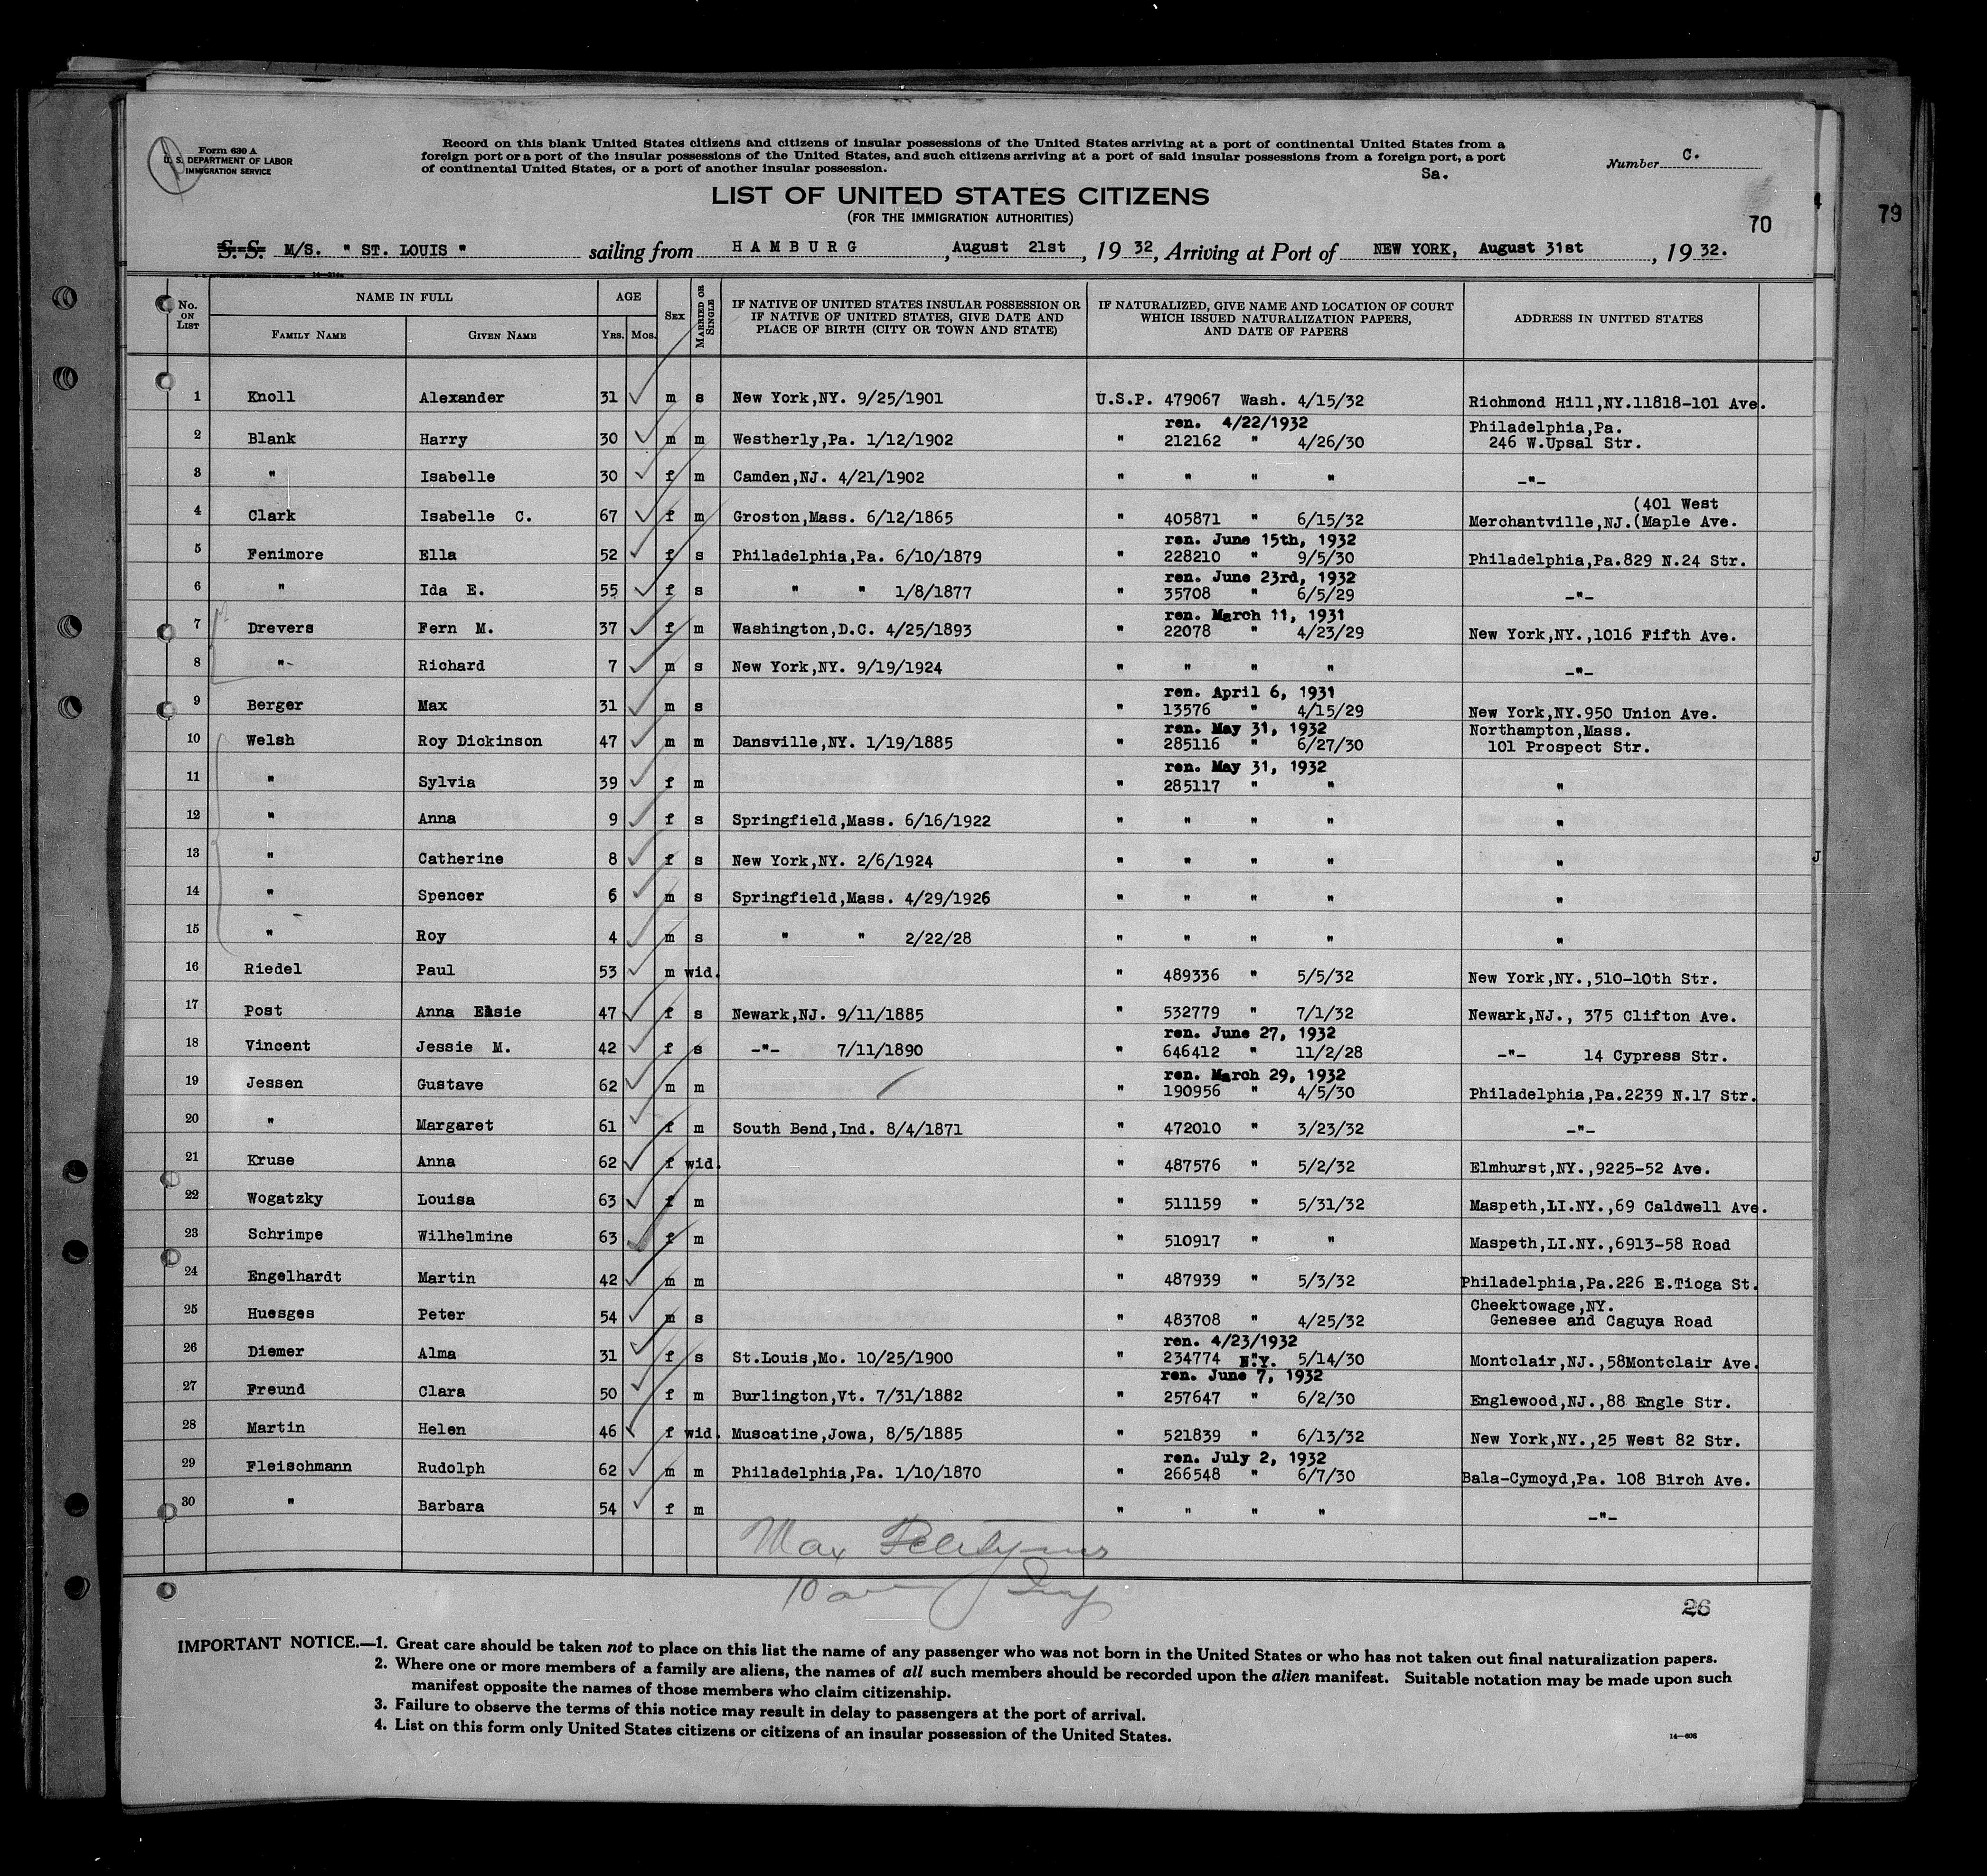 Form 630 A
U. S. DEPARTMENT OF LABOR
IMMIGRATION SERVICE
Record on this blank United States citizens and citizens of insular possessions of the United States arriving at a port of continental United States from a
foreign port or a port of the insular possessions of the United States, and such citizens arriving at a port of said insular possessions from a foreign port, a port
of continental United States, or a port of another insular possession.
Number C.
Sa.
LIST OF UNITED STATES CITIZENS
(FOR THE IMMIGRATION AUTHORITIES)
70
79
S. S. M/S. " ST. LOUIS " sailing from HAMBURG, August 21st, 1932, Arriving at Port of NEW YORK, August 31st, 1932.
No. ON LIST NAME IN FULL AGE SEX MARRIED OR SINGLE IF NATIVE OF UNITED STATES INSULAR POSSESSION OR IF NATIVE OF UNITED STATES, GIVE DATE AND PLACE OF BIRTH (CITY OR TOWN AND STATE) IF NATURALIZED, GIVE NAME AND LOCATION OF COURT WHICH ISSUED NATURALIZATION PAPERS, AND DATE OF PAPERS ADDRESS IN UNITED STATES
FAMILY NAME GIVEN NAME YRS. MOS.
1 Knoll Alexander 31 m s New York,NY. 9/25/1901 U.S.P. 479067 Wash. 4/15/32 Richmond Hill,NY.11818-101 Ave.
ren. 4/22/1932 Philadelphia,Pa.
2 Blank Harry 30 m m Westherly,Pa. 1/12/1902 " 212162 " 4/26/30 246 W.Upsal Str.
3 " Isabelle 30 f m Camden,NJ. 4/21/1902 " " " " -"-
(401 West
4 Clark Isabelle C. 67 f m Groston,Mass. 6/12/1865 " 405871 " 6/15/32 Merchantville,NJ.(Maple Ave.
ren. June 15th, 1932
5 Fenimore Ella 52 f s Philadelphia,Pa. 6/10/1879 " 228210 " 9/5/30 Philadelphia,Pa.829 N.24 Str.
ren. June 23rd, 1932
6 " Ida E. 55 f s " " 1/8/1877 " 35708 " 6/5/29 -"-
ren. March 11, 1931
7 Drevers Fern M. 37 f m Washington,D.C. 4/25/1893 " 22078 " 4/23/29 New York,NY.,1016 Fifth Ave.
8 "- Richard 7 m s New York,NY. 9/19/1924 " " " " -"-
ren. April 6, 1931
9 Berger Max 31 m s " 13576 " 4/15/29 New York,NY.950 Union Ave.
ren. May 31, 1932 Northampton,Mass.
10 Welsh Roy Dickinson 47 m m Dansville,NY. 1/19/1885 " 285116 " 6/27/30 101 Prospect Str.
ren. May 31, 1932
11 " Sylvia 39 f m " 285117 " " "
12 " Anna 9 f s Springfield,Mass. 6/16/1922 " " " " "
13 " Catherine 8 f s New York,NY. 2/6/1924 " " " " "
14 " Spencer 6 m s Springfield,Mass. 4/29/1926 " " " " "
15 " Roy 4 m s " " 2/22/28 " " " " "
16 Riedel Paul 53 m wid. " 489336 " 5/5/32 New York,NY.,510-10th Str.
17 Post Anna Elsie 47 f s Newark,NJ. 9/11/1885 " 532779 " 7/1/32 Newark,NJ., 375 Clifton Ave.
ren. June 27, 1932
18 Vincent Jessie M. 42 f s -"- 7/11/1890 " 646412 " 11/2/28 -"- 14 Cypress Str.
ren. March 29, 1932
19 Jessen Gustave 62 m m " 190956 " 4/5/30 Philadelphia,Pa.2239 N.17 Str.
20 " Margaret 61 f m South Bend,Ind. 8/4/1871 " 472010 " 3/23/32 -"-
21 Kruse Anna 62 f wid. " 487576 " 5/2/32 Elmhurst,NY.,9225-52 Ave.
22 Wogatzky Louisa 63 f m " 511159 " 5/31/32 Maspeth,LI.NY.,69 Caldwell Ave.
23 Schrimpe Wilhelmine 63 f m " 510917 " " Maspeth,LI.NY.,6913-58 Road
24 Engelhardt Martin 42 m m " 487939 " 5/3/32 Philadelphia,Pa.226 E.Tioga St.
Cheektowage,NY.
25 Huesges Peter 54 m s " 483708 " 4/25/32 Genesee and Caguya Road
ren. 4/23/1932
26 Diemer Alma 31 f s St.Louis,Mo. 10/25/1900 " 234774 N.Y. 5/14/30 Montclair,NJ.,58Montclair Ave.
ren. June 7, 1932
27 Freund Clara 50 f m Burlington,Vt. 7/31/1882 " 257647 " 6/2/30 Englewood,NJ.,88 Engle Str.
28 Martin Helen 46 f wid. Muscatine,Jowa, 8/5/1885 " 521839 " 6/13/32 New York,NY.,25 West 82 Str.
ren. July 2, 1932
29 Fleischmann Rudolph 62 m m Philadelphia,Pa. 1/10/1870 " 266548 " 6/7/30 Bala-Cymoyd,Pa. 108 Birch Ave.
30 " Barbara 54 f m " " " " -"-
Max
26
IMPORTANT NOTICE.—1. Great care should be taken not to place on this list the name of any passenger who was not born in the United States or who has not taken out final naturalization papers.
2. Where one or more members of a family are aliens, the names of all such members should be recorded upon the alien manifest. Suitable notation may be made upon such
manifest opposite the names of those members who claim citizenship.
3. Failure to observe the terms of this notice may result in delay to passengers at the port of arrival.
4. List on this form only United States citizens or citizens of an insular possession of the United States.
14—608